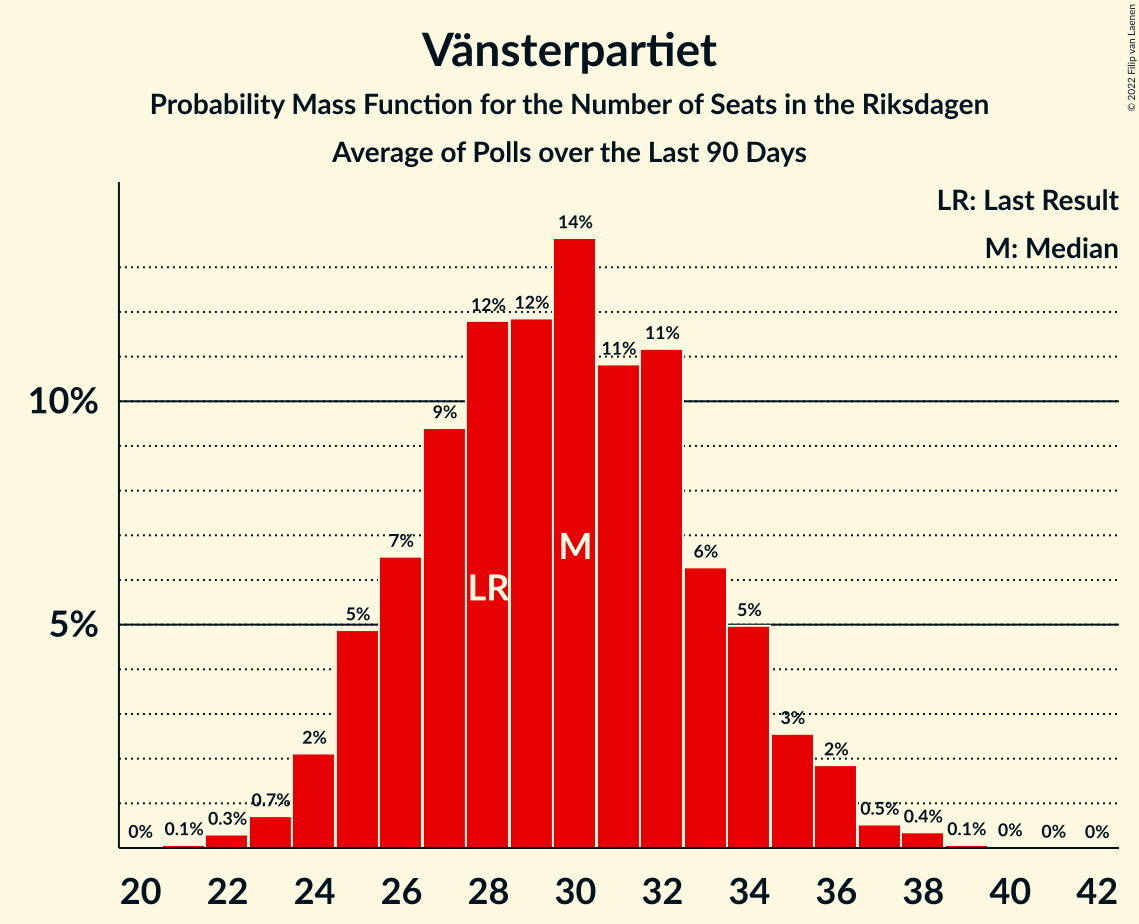 Vänsterpartiet
Probability Mass Function for the Number of Seats in the Riksdagen
Average of Polls over the Last 90 Days
© 2022 Filip van Laenen
LR: Last Result
M: Median
10%
5%
0%
0.1%
0.3%
0.7%
2%
5%
7%
9%
12%
12%
14%
11%
11%
6%
5%
3%
2%
0.5%
0.4%
0.1%
0%
0%
0%
LR
M
20 22 24 26 28 30 32 34 36 38 40 42